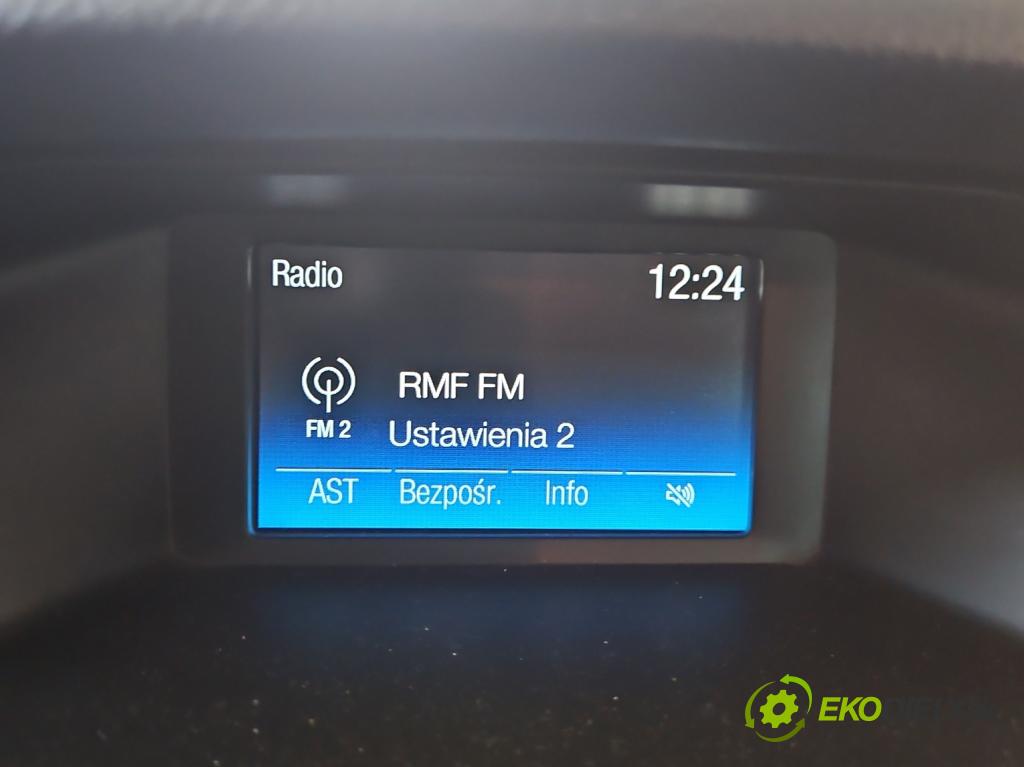 Radio 12:24
RMF FM
FM 2 Ustawienia 2
AST Bezpośr. Info
EKO